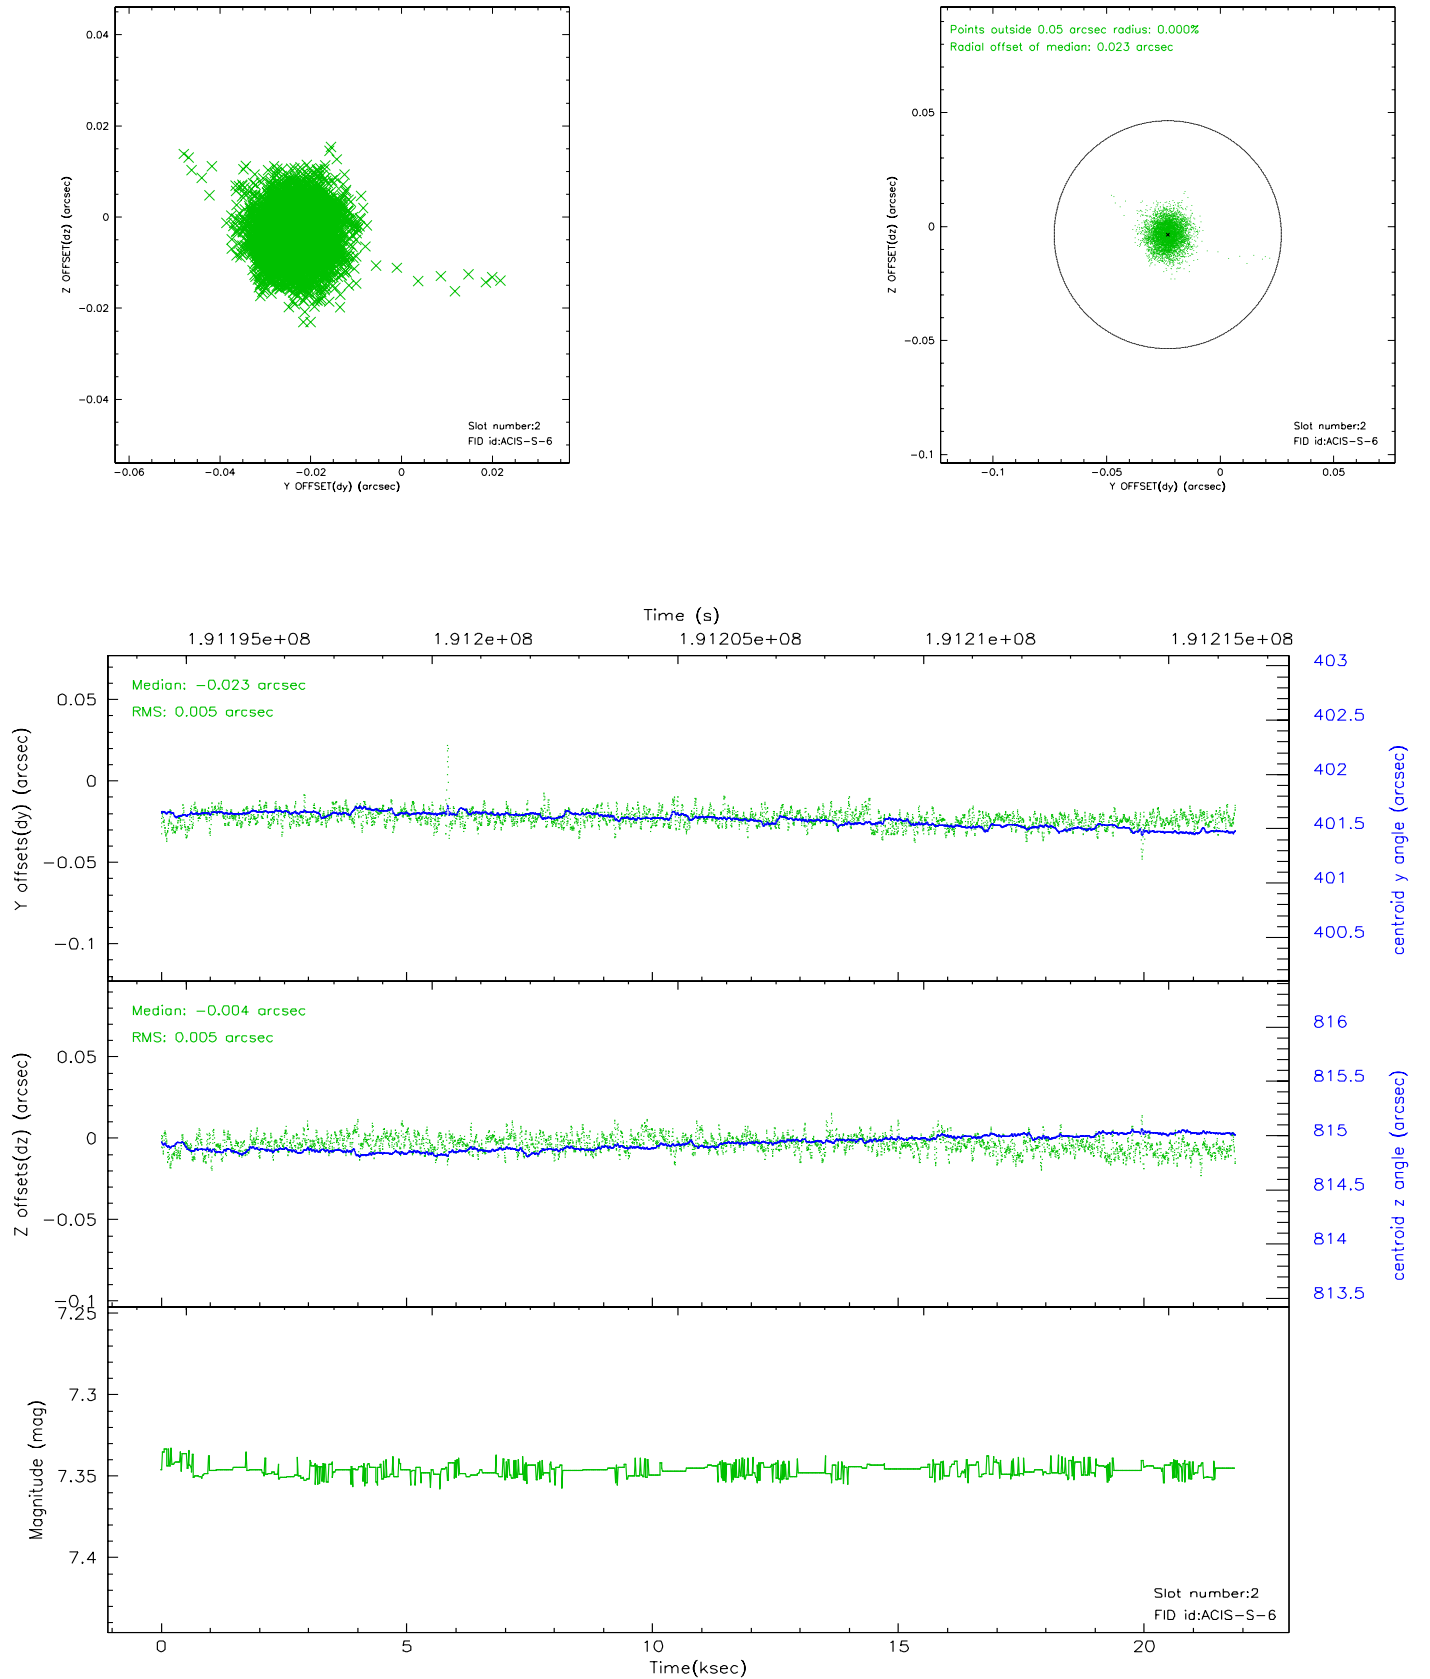 0.04
0.02
0
−0.02
−0.04
Z OFFSET(dz) (arcsec)
Slot number:2
FID id:ACIS−S−6
−0.06
−0.04
−0.02
0
0.02
Y OFFSET(dy) (arcsec)
Points outside 0.05 arcsec radius: 0.000%
Radial offset of median: 0.023 arcsec
0.05
0
−0.05
−0.1
Z OFFSET(dz) (arcsec)
Slot number:2
FID id:ACIS−S−6
−0.1
−0.05
0
0.05
Y OFFSET(dy) (arcsec)
Time (s)
1.91195e+08
1.912e+08
1.91205e+08
1.9121e+08
1.91215e+08
Median: −0.023 arcsec
RMS: 0.005 arcsec
0.05
0
−0.05
−0.1
Y offsets(dy) (arcsec)
403
402.5
402
401.5
401
400.5
centroid y angle (arcsec)
Median: −0.004 arcsec
RMS: 0.005 arcsec
0.05
0
−0.05
−0.1
Z offsets(dz) (arcsec)
816
815.5
815
814.5
814
813.5
centroid z angle (arcsec)
7.25
7.3
7.35
7.4
Magnitude (mag)
Slot number:2
FID id:ACIS−S−6
0
5
10
15
20
Time(ksec)